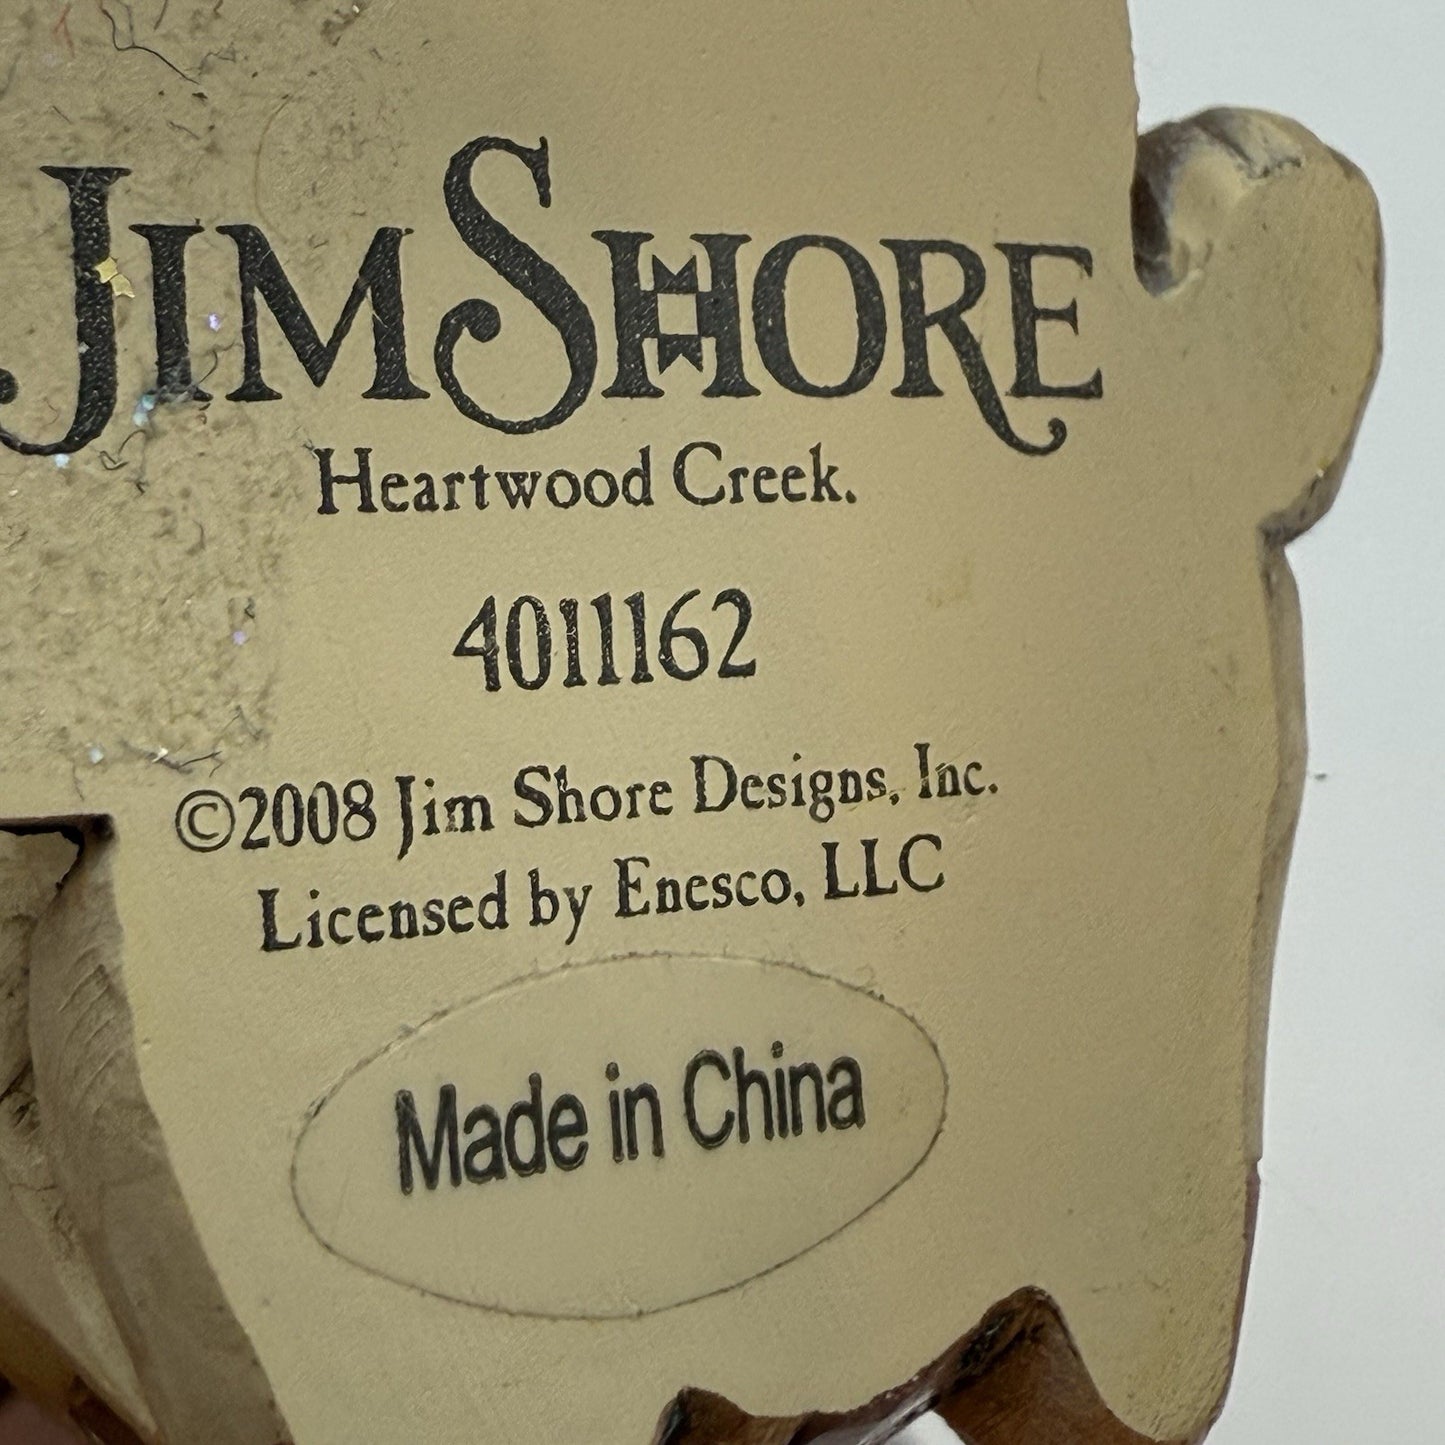 JIM SHORE
Heartwood Creek.
4011162
©2008 Jim Shore Designs, Inc.
Licensed by Enesco, LLC
Made in China